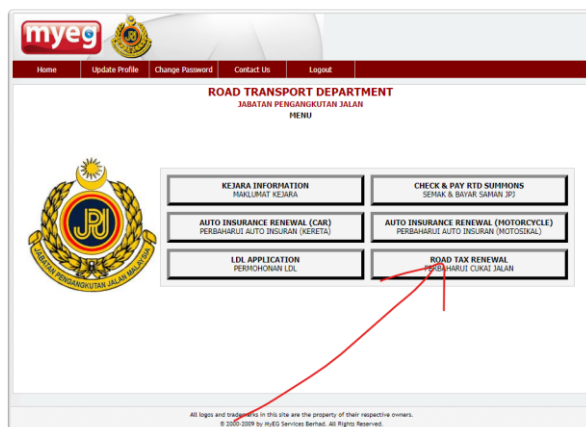 myeg
Home Update Profile Change Password Contact Us Logout
ROAD TRANSPORT DEPARTMENT
JABATAN PENGANGKUTAN JALAN
MENU
KEJARA INFORMATION
MAKLUMAT KEJARA
CHECK & PAY RTD SUMMONS
SEMAK & BAYAR SAMAN JPJ
AUTO INSURANCE RENEWAL (CAR)
PERBAHARUI AUTO INSURAN (KERETA)
AUTO INSURANCE RENEWAL (MOTORCYCLE)
PERBAHARUI AUTO INSURAN (MOTOSIKAL)
LDL APPLICATION
PERMOHONAN LDL
ROAD TAX RENEWAL
PERBAHARUI CUKAI JALAN
JPJ
JABATAN PENGANGKUTAN JALAN MALAYSIA
All logos and trademarks in this site are the property of their respective owners.
© 2000-2009 by MyEG Services Berhad. All Rights Reserved.